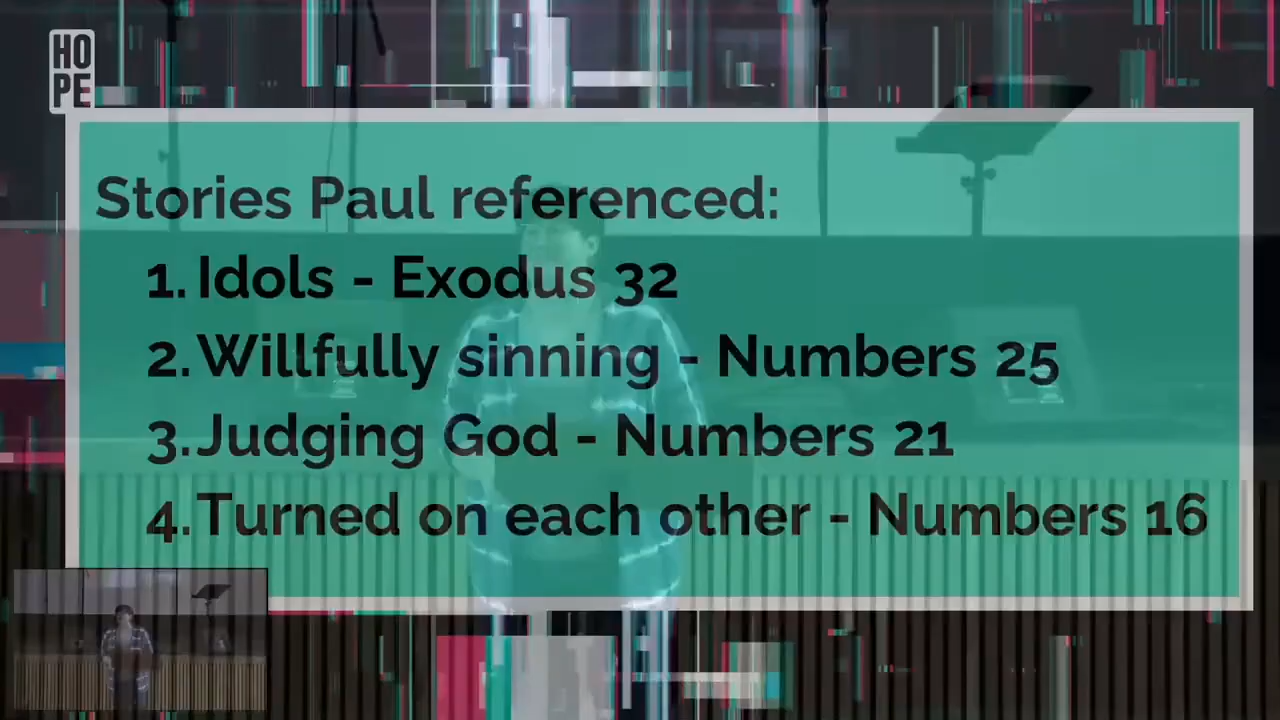 HO
PE
Stories Paul referenced:
1. Idols - Exodus 32
2. Willfully sinning - Numbers 25
3. Judging God - Numbers 21
4. Turned on each other - Numbers 16